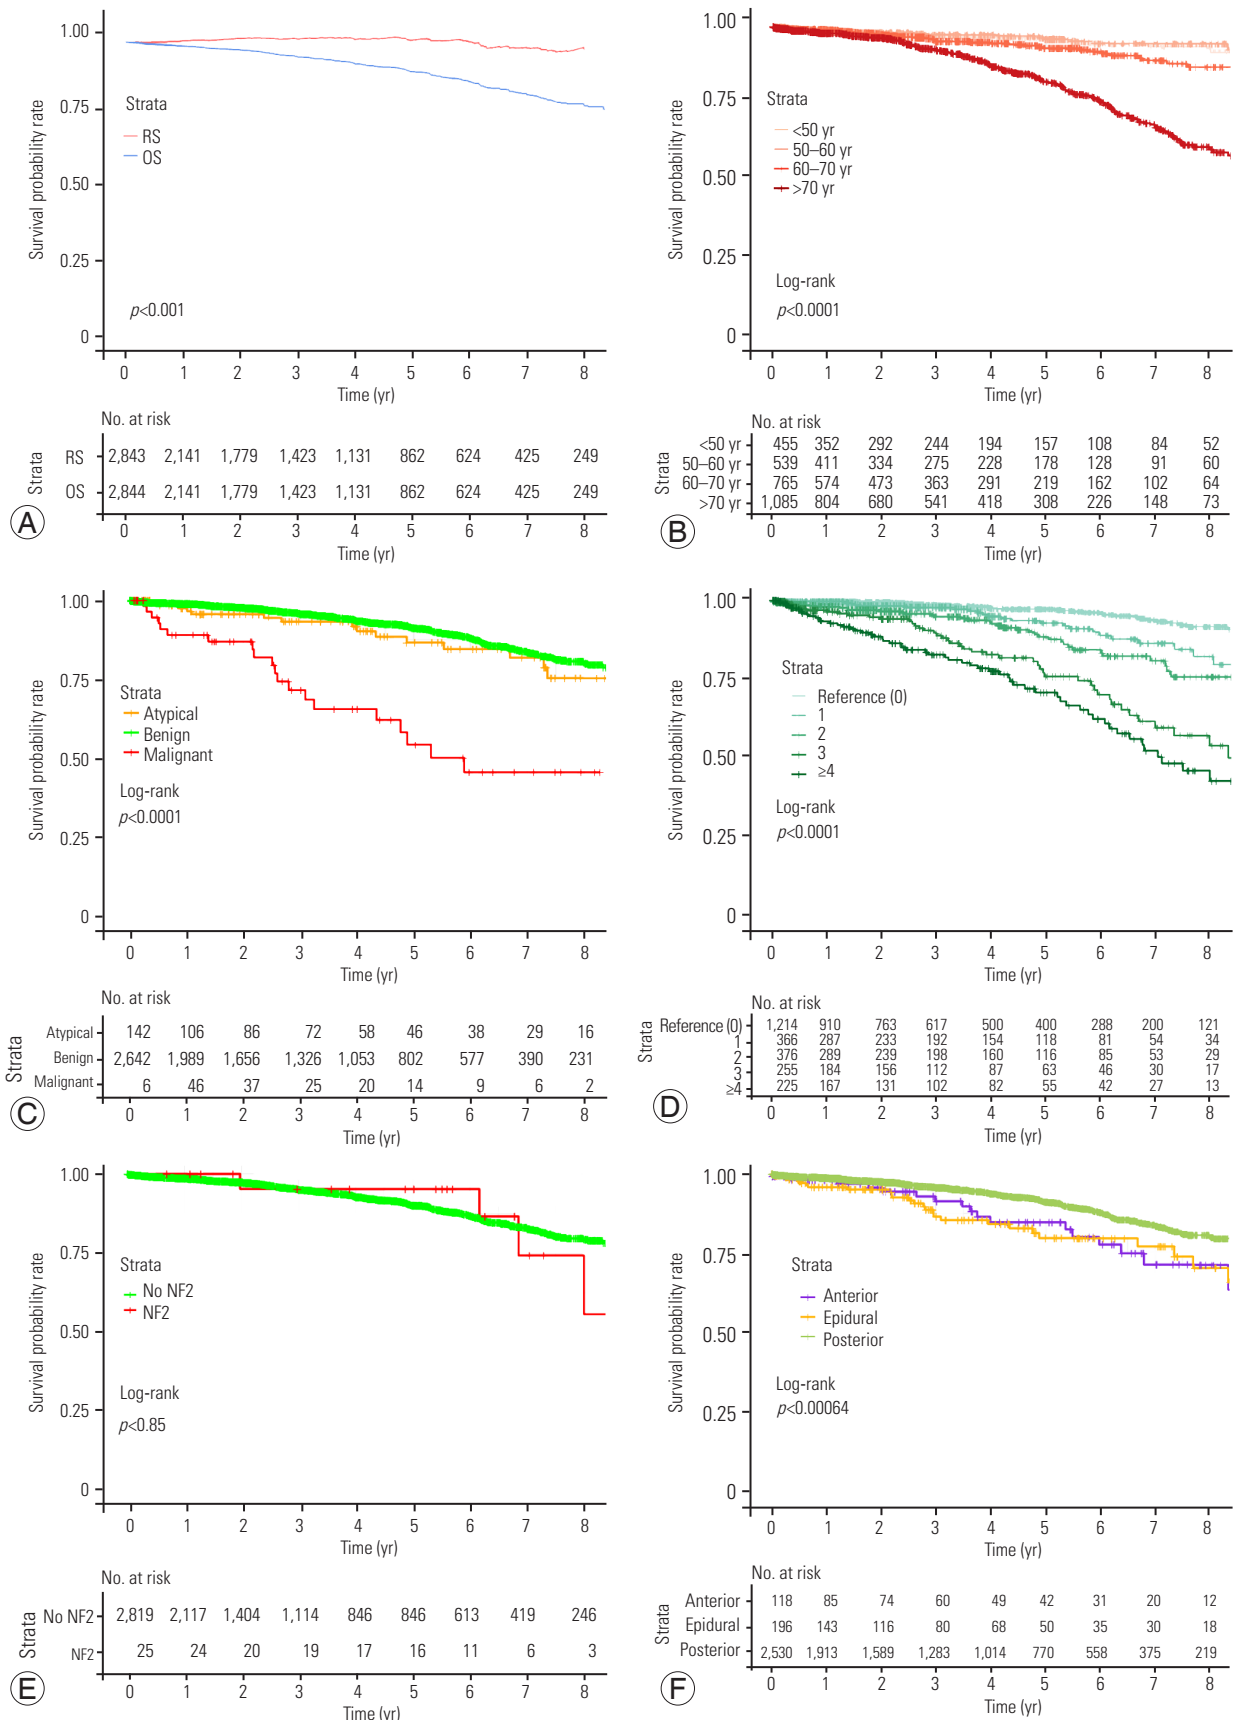 1.00
0.75
0.50
0.25
0
Survival probability rate
Strata
RS
OS
p<0.001
0 1 2 3 4 5 6 7 8
Time (yr)
No. at risk
Strata
RS 2,843 2,141 1,779 1,423 1,131 862 624 425 249
OS 2,844 2,141 1,779 1,423 1,131 862 624 425 249
0 1 2 3 4 5 6 7 8
Time (yr)
A
1.00
0.75
0.50
0.25
0
Survival probability rate
Strata
<50 yr
50–60 yr
60–70 yr
>70 yr
Log-rank
p<0.0001
0 1 2 3 4 5 6 7 8
Time (yr)
No. at risk
Strata
<50 yr 455 352 292 244 194 157 108 84 52
50–60 yr 539 411 334 275 228 178 128 91 60
60–70 yr 765 574 473 363 291 219 162 102 64
>70 yr 1,085 804 680 541 418 308 226 148 73
0 1 2 3 4 5 6 7 8
Time (yr)
B
1.00
0.75
0.50
0.25
0
Survival probability rate
Strata
Atypical
Benign
Malignant
Log-rank
p<0.0001
0 1 2 3 4 5 6 7 8
Time (yr)
No. at risk
Strata
Atypical 142 106 86 72 58 46 38 29 16
Benign 2,642 1,989 1,656 1,326 1,053 802 577 390 231
Malignant 6 46 37 25 20 14 9 6 2
0 1 2 3 4 5 6 7 8
Time (yr)
C
1.00
0.75
0.50
0.25
0
Survival probability rate
Strata
Reference (0)
1
2
3
≥4
Log-rank
p<0.0001
0 1 2 3 4 5 6 7 8
Time (yr)
No. at risk
Strata
Reference (0) 1,214 910 763 617 500 400 288 200 121
1 366 287 233 192 154 118 81 54 34
2 376 289 239 198 160 116 85 53 29
3 255 184 156 112 87 63 46 30 17
≥4 225 167 131 102 82 55 42 27 13
0 1 2 3 4 5 6 7 8
Time (yr)
D
1.00
0.75
0.50
0.25
0
Survival probability rate
Strata
No NF2
NF2
Log-rank
p<0.85
0 1 2 3 4 5 6 7 8
Time (yr)
No. at risk
Strata
No NF2 2,819 2,117 1,404 1,114 846 846 613 419 246
NF2 25 24 20 19 17 16 11 6 3
0 1 2 3 4 5 6 7 8
Time (yr)
E
1.00
0.75
0.50
0.25
0
Survival probability rate
Strata
Anterior
Epidural
Posterior
Log-rank
p<0.00064
0 1 2 3 4 5 6 7 8
Time (yr)
No. at risk
Strata
Anterior 118 85 74 60 49 42 31 20 12
Epidural 196 143 116 80 68 50 35 30 18
Posterior 2,530 1,913 1,589 1,283 1,014 770 558 375 219
0 1 2 3 4 5 6 7 8
Time (yr)
F